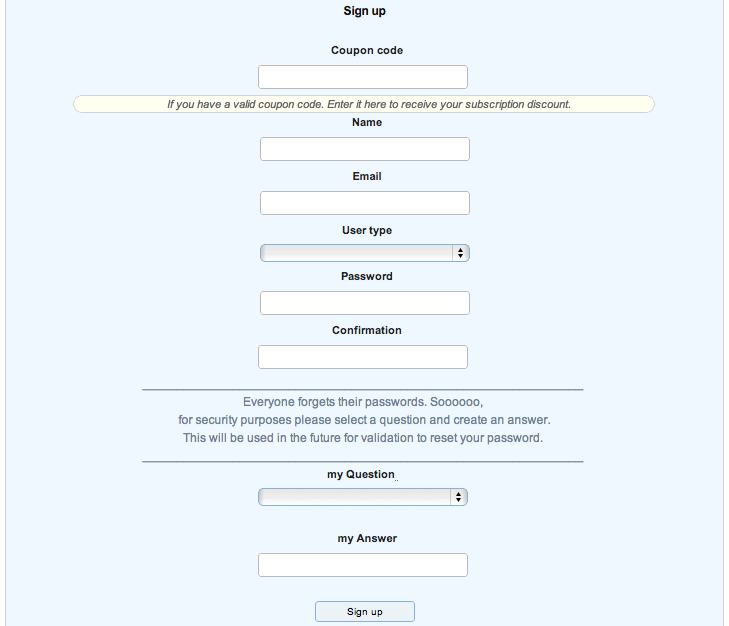 Sign up
Coupon code
If you have a valid coupon code. Enter it here to receive your subscription discount.
Name
Email
User type
Password
Confirmation
Everyone forgets their passwords. Soooooo,
for security purposes please select a question and create an answer.
This will be used in the future for validation to reset your password.
my Question
my Answer
Sign up